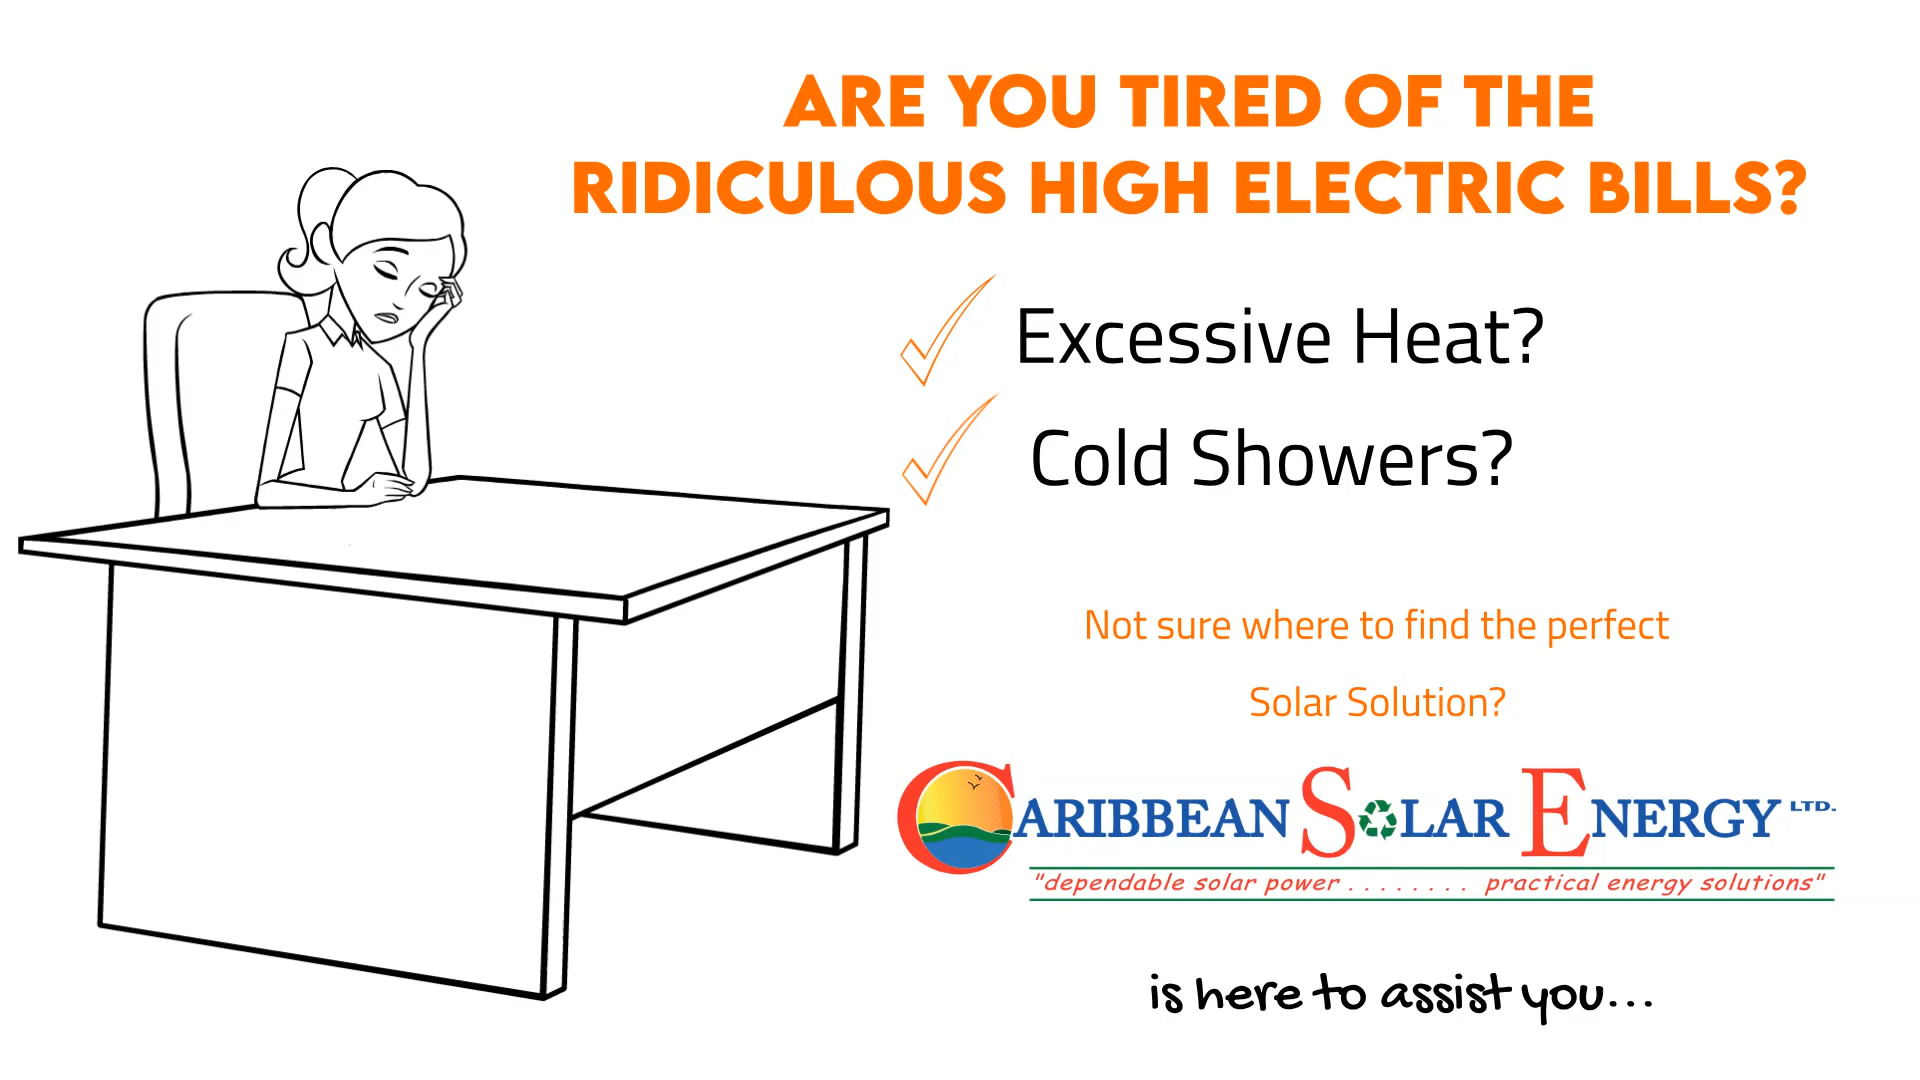 ARE YOU TIRED OF THE
RIDICULOUS HIGH ELECTRIC BILLS?
Excessive Heat?
Cold Showers?
Not sure where to find the perfect
Solar Solution?
CARIBBEAN SOLAR ENERGY LTD.
"dependable solar power . . . . . . . . practical energy solutions"
is here to assist you...